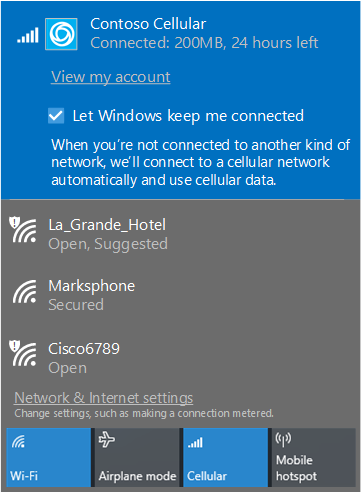 Contoso Cellular
Connected: 200MB, 24 hours left
View my account
Let Windows keep me connected
When you’re not connected to another kind of
network, we’ll connect to a cellular network
automatically and use cellular data.
La_Grande_Hotel
Open, Suggested
Marksphone
Secured
Cisco6789
Open
Network & Internet settings
Change settings, such as making a connection metered.
Wi-Fi
Airplane mode
Cellular
Mobile
hotspot